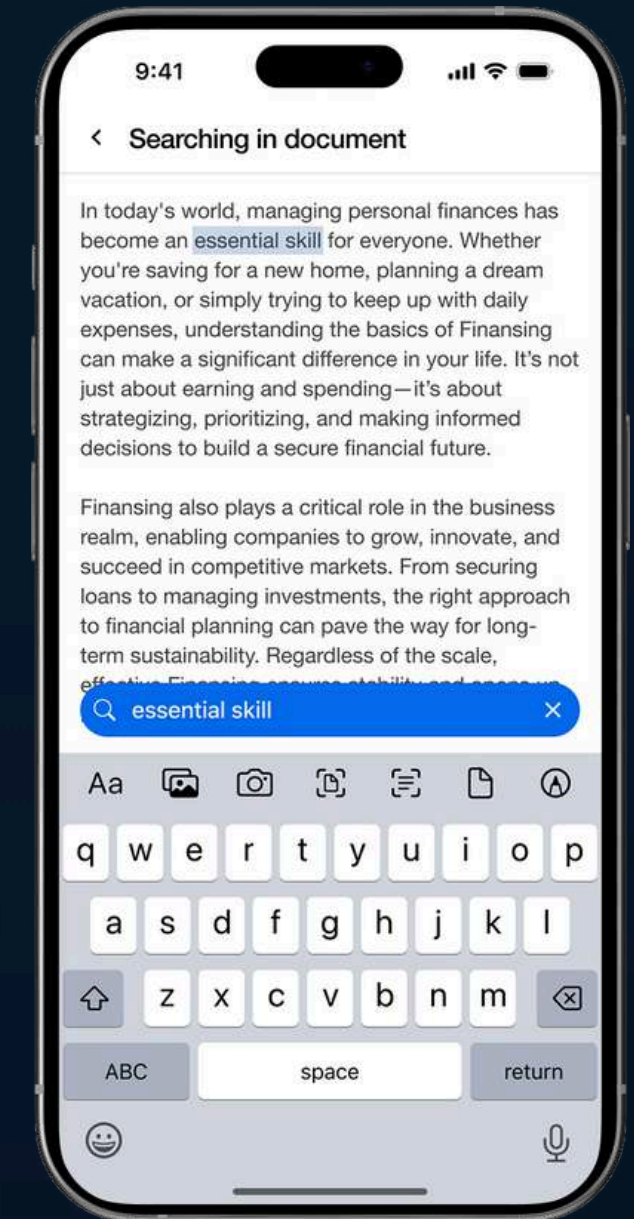 9:41
Searching in document
In today's world, managing personal finances has
become an essential skill for everyone. Whether
you're saving for a new home, planning a dream
vacation, or simply trying to keep up with daily
expenses, understanding the basics of Finansing
can make a significant difference in your life. It’s not
just about earning and spending—it’s about
strategizing, prioritizing, and making informed
decisions to build a secure financial future.
Finansing also plays a critical role in the business
realm, enabling companies to grow, innovate, and
succeed in competitive markets. From securing
loans to managing investments, the right approach
to financial planning can pave the way for long-
term sustainability. Regardless of the scale,
essential skill
Aa
q w e r t y u i o p
a s d f g h j k l
z x c v b n m
ABC space return